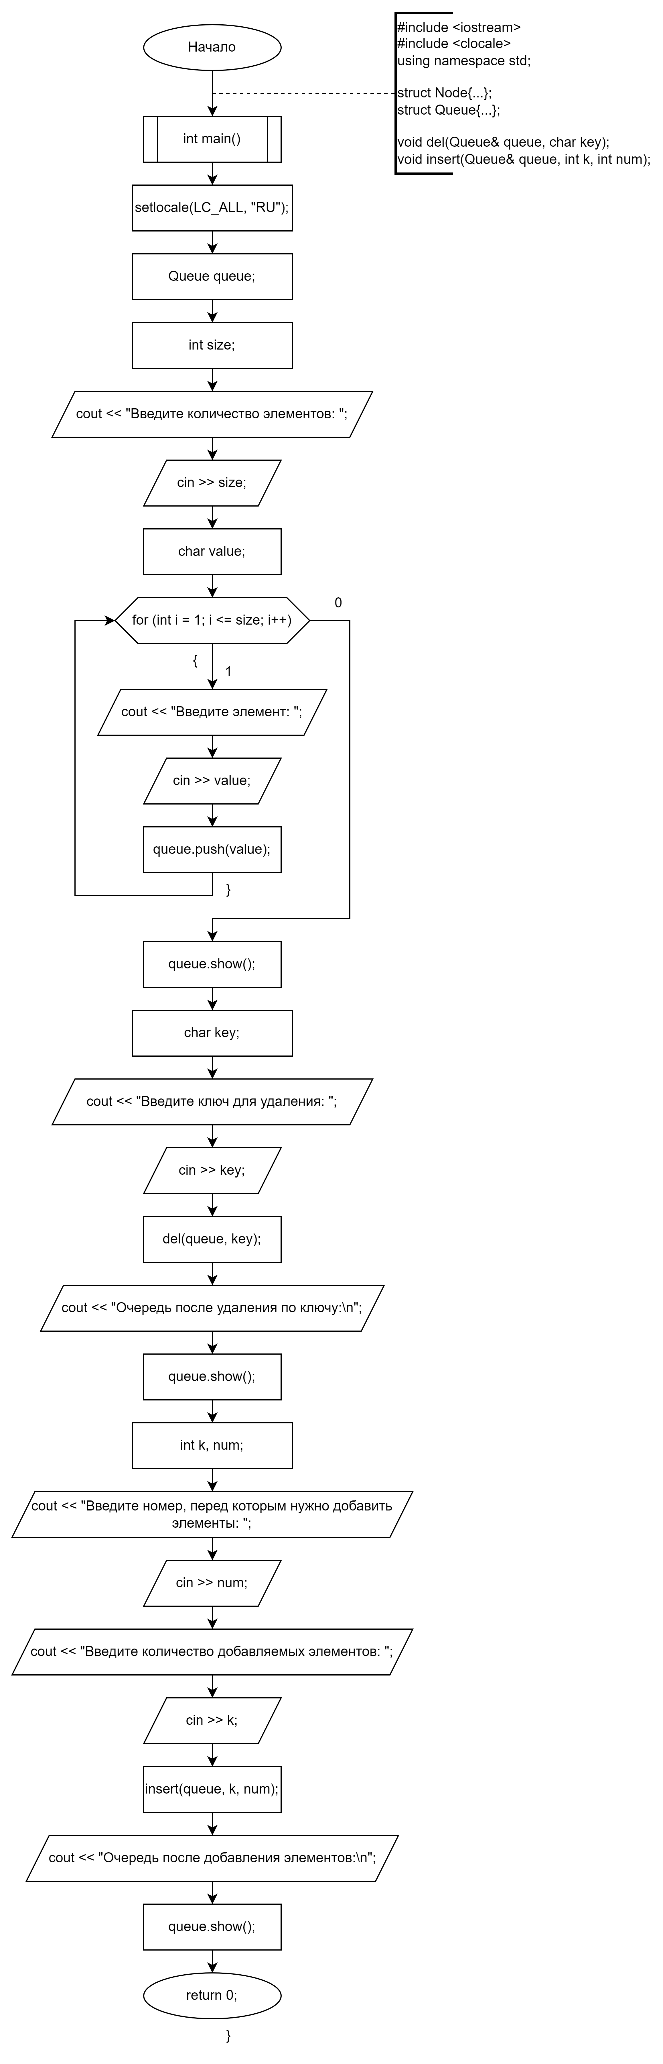 Начало
#include <iostream>
#include <clocale>
using namespace std;
struct Node{...};
struct Queue{...};
void del(Queue& queue, char key);
void insert(Queue& queue, int k, int num);
int main()
setlocale(LC_ALL, "RU");
Queue queue;
int size;
cout << "Введите количество элементов: ";
cin >> size;
char value;
0
for (int i = 1; i <= size; i++)
{
1
cout << "Введите элемент: ";
cin >> value;
queue.push(value);
}
queue.show();
char key;
cout << "Введите ключ для удаления: ";
cin >> key;
del(queue, key);
cout << "Очередь после удаления по ключу:\n";
queue.show();
int k, num;
cout << "Введите номер, перед которым нужно добавить
элементы: ";
cin >> num;
cout << "Введите количество добавляемых элементов: ";
cin >> k;
insert(queue, k, num);
cout << "Очередь после добавления элементов:\n";
queue.show();
return 0;
}